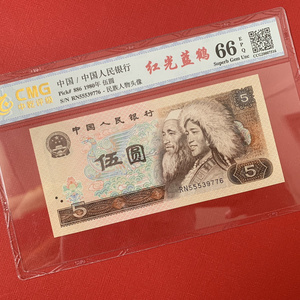 CMG
中国 / 中国人民银行
Pick# 886 1980年 伍圆
S/N RN55539776 - 民族人物头像
红光蓝鹤
66 EPQ
Superb Gem Unc
中国人民银行
5
伍圆
RN55539776
5
5